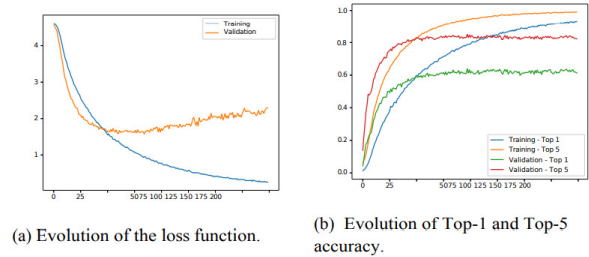 Training
Validation
4
3
2
1
0 25 5075 100 125 150 175 200
(a) Evolution of the loss function.
1.0
0.8
0.6
0.4
0.2
0.0
Training - Top 1
Training - Top 5
Validation - Top 1
Validation - Top 5
0 25 5075 100 125 150 175 200
(b) Evolution of Top-1 and Top-5
accuracy.